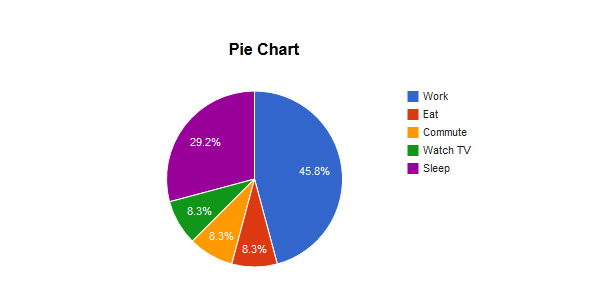 Pie Chart
Work
Eat
Commute
Watch TV
Sleep
45.8%
8.3%
8.3%
8.3%
29.2%